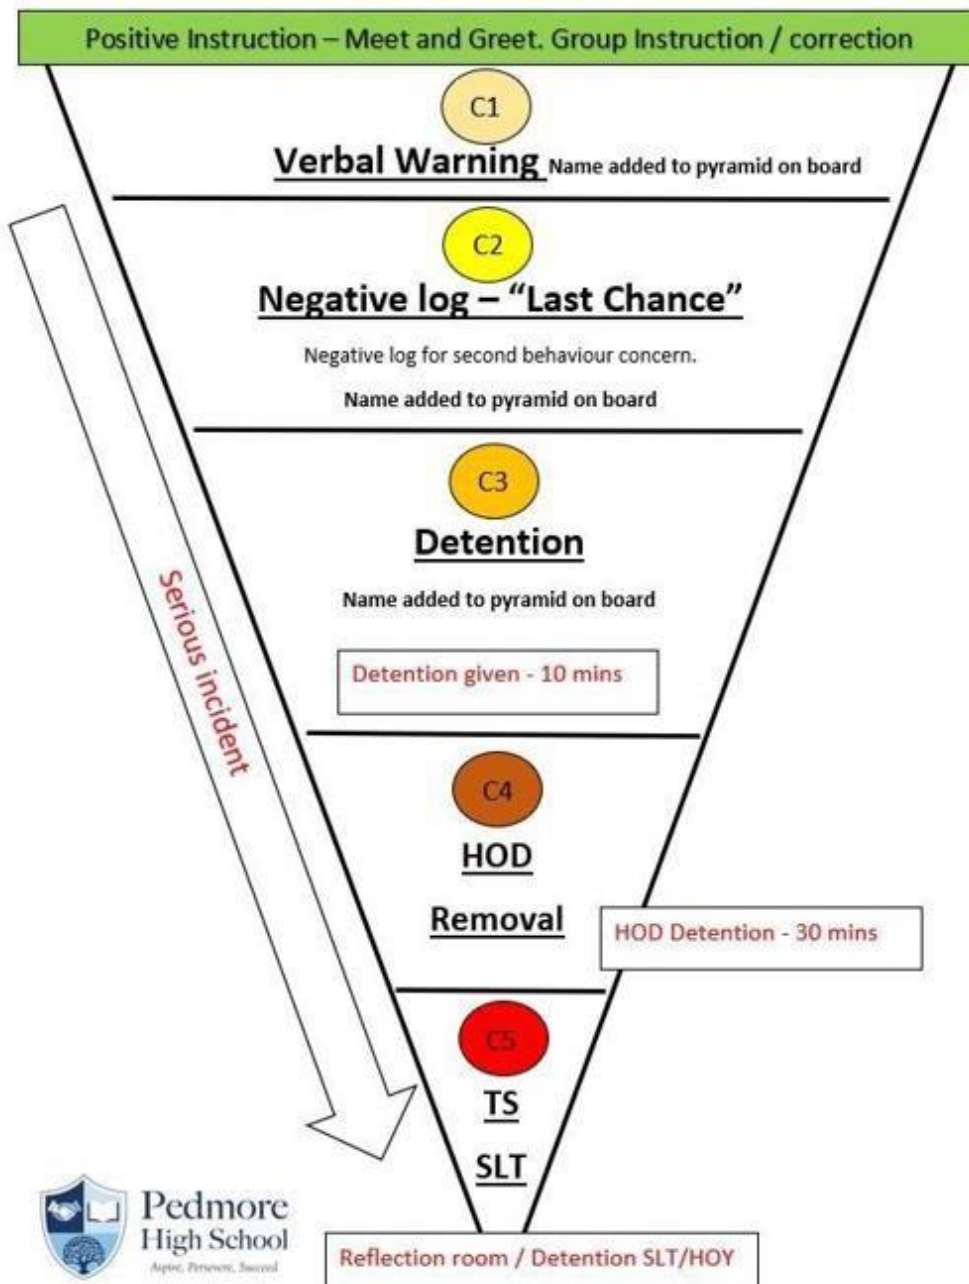 Positive Instruction – Meet and Greet. Group Instruction / correction
C1
Verbal Warning Name added to pyramid on board
C2
Negative log – “Last Chance”
Negative log for second behaviour concern.
Name added to pyramid on board
C3
Detention
Name added to pyramid on board
Detention given - 10 mins
Serious incident
C4
HOD
Removal
HOD Detention - 30 mins
C5
TS
SLT
Pedmore
High School
Aspire, Persevere, Succeed
Reflection room / Detention SLT/HOY